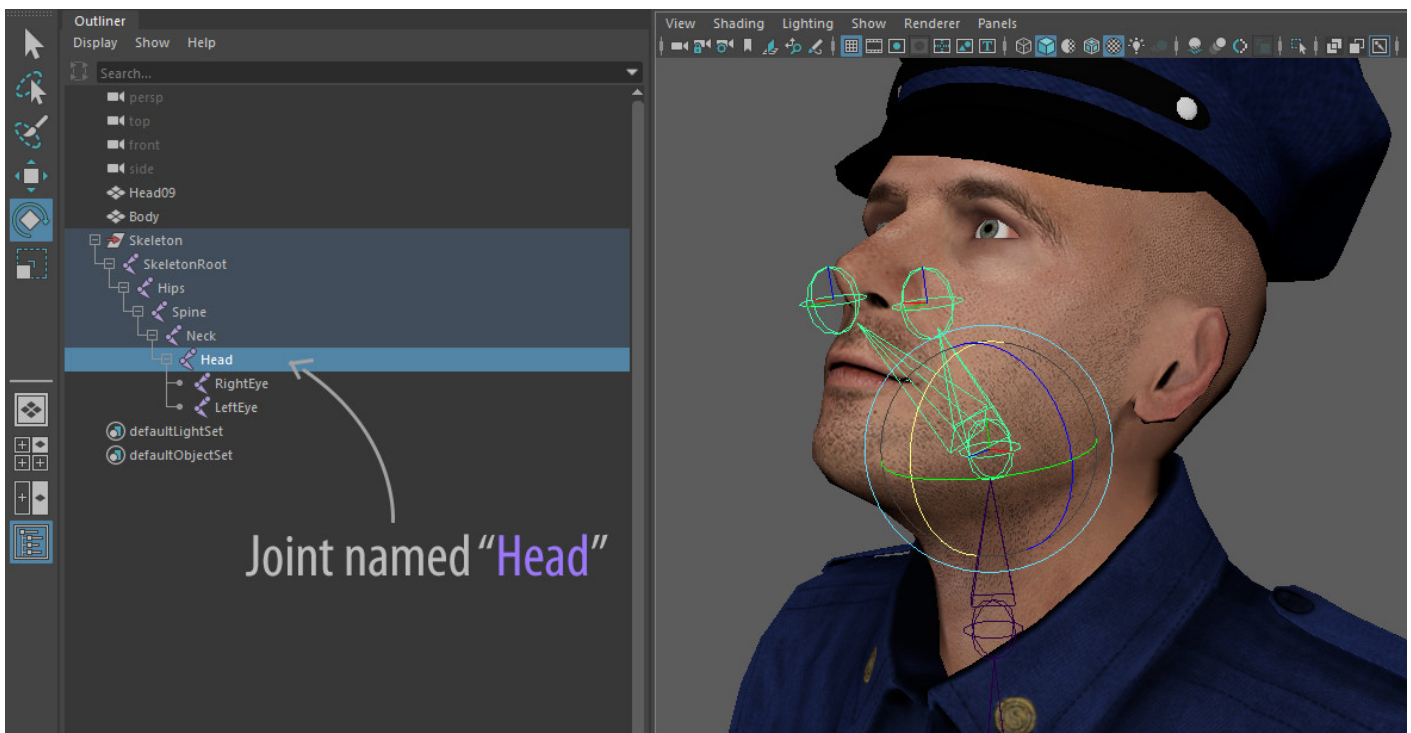 Outliner
Display Show Help
Search...
persp
top
front
side
Head09
Body
Skeleton
SkeletonRoot
Hips
Spine
Neck
Head
RightEye
LeftEye
defaultLightSet
defaultObjectSet
Joint named “Head”
View Shading Lighting Show Renderer Panels